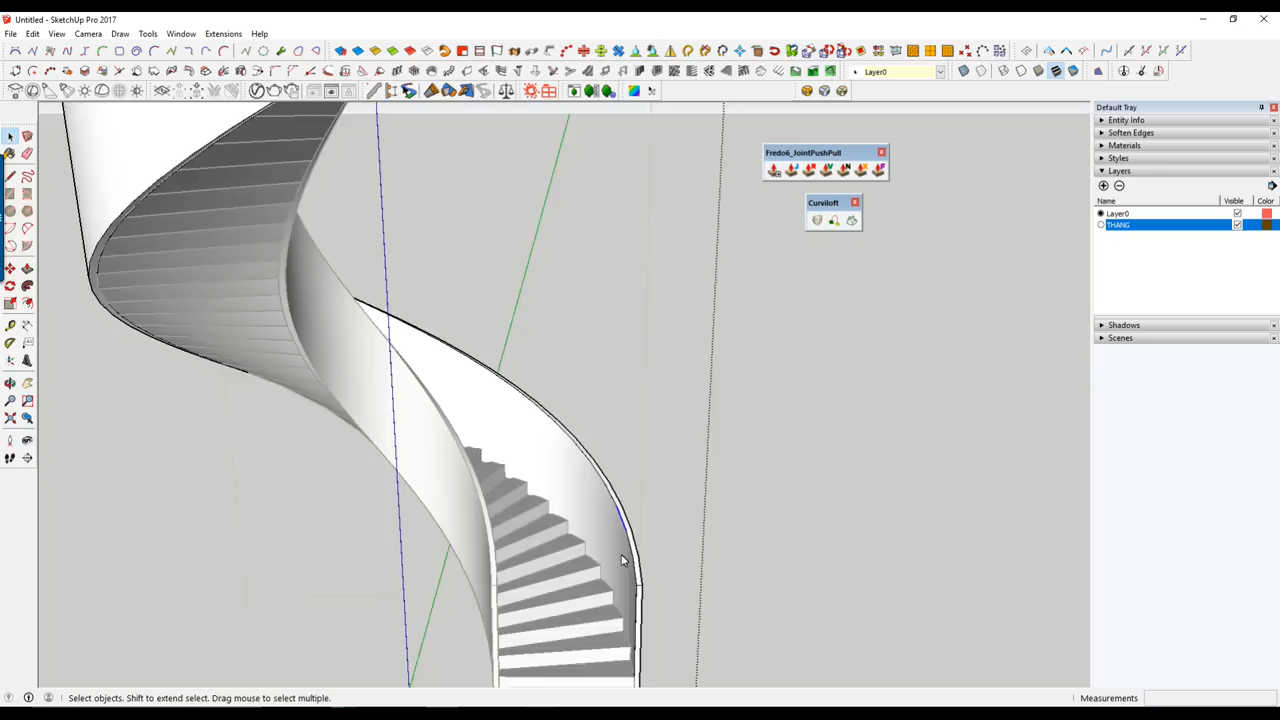 Untitled - SketchUp Pro 2017
File Edit View Camera Draw Tools Window Extensions Help
Layer0
Default Tray
Entity Info
Soften Edges
Materials
Styles
Layers
Name Visible Color
Layer0
THANG
Shadows
Scenes
Fredo6_JointPushPull
J R V N X F
Curviloft
Select objects. Shift to extend select. Drag mouse to select multiple.
Measurements